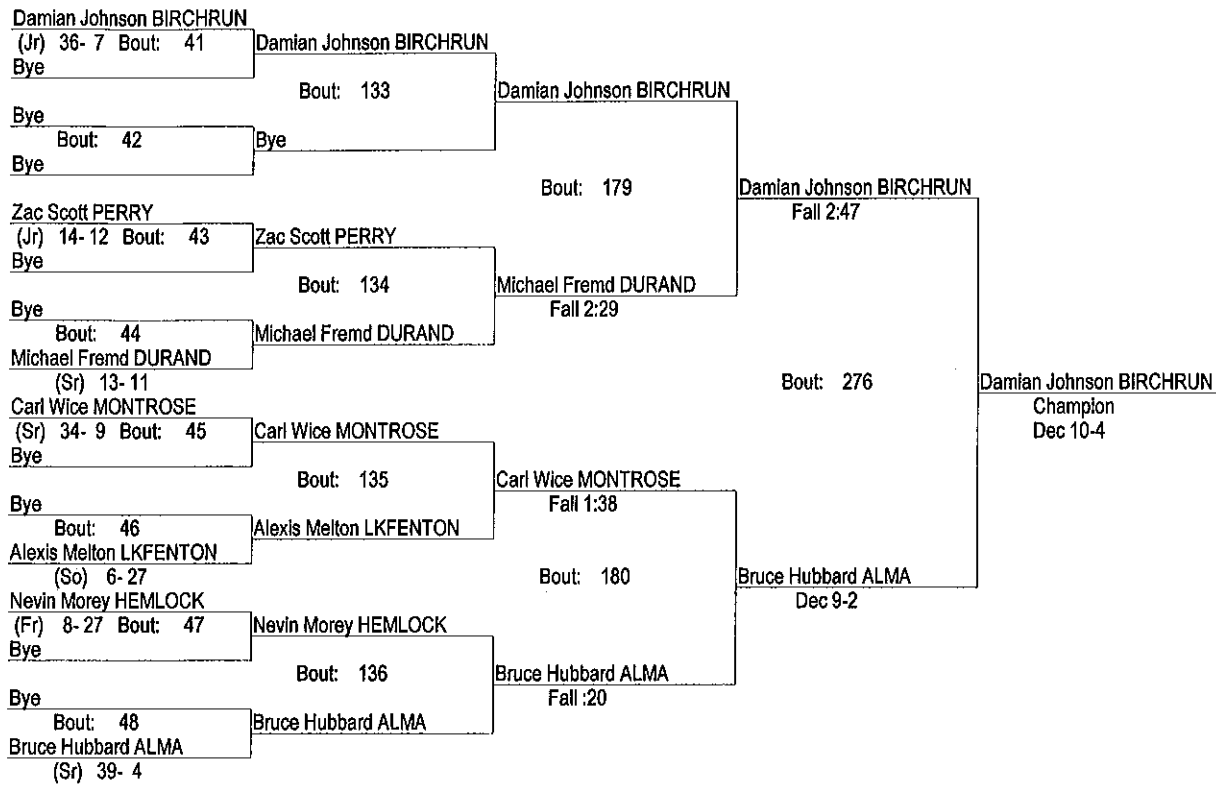 Damian Johnson BIRCHRUN
(Jr) 36- 7 Bout: 41
Bye
Bye
Bout: 42
Bye
Zac Scott PERRY
(Jr) 14- 12 Bout: 43
Bye
Bye
Bout: 44
Michael Fremd DURAND
(Sr) 13- 11
Carl Wice MONTROSE
(Sr) 34- 9 Bout: 45
Bye
Bye
Bout: 46
Alexis Melton LKFENTON
(So) 6- 27
Nevin Morey HEMLOCK
(Fr) 8- 27 Bout: 47
Bye
Bye
Bout: 48
Bruce Hubbard ALMA
(Sr) 39- 4
Damian Johnson BIRCHRUN
Bout: 133
Bye
Zac Scott PERRY
Bout: 134
Michael Fremd DURAND
Carl Wice MONTROSE
Bout: 135
Alexis Melton LKFENTON
Nevin Morey HEMLOCK
Bout: 136
Bruce Hubbard ALMA
Damian Johnson BIRCHRUN
Bout: 179
Michael Fremd DURAND
Fall 2:29
Carl Wice MONTROSE
Fall 1:38
Bout: 180
Bruce Hubbard ALMA
Fall :20
Damian Johnson BIRCHRUN
Fall 2:47
Bout: 276
Bruce Hubbard ALMA
Dec 9-2
Damian Johnson BIRCHRUN
Champion
Dec 10-4